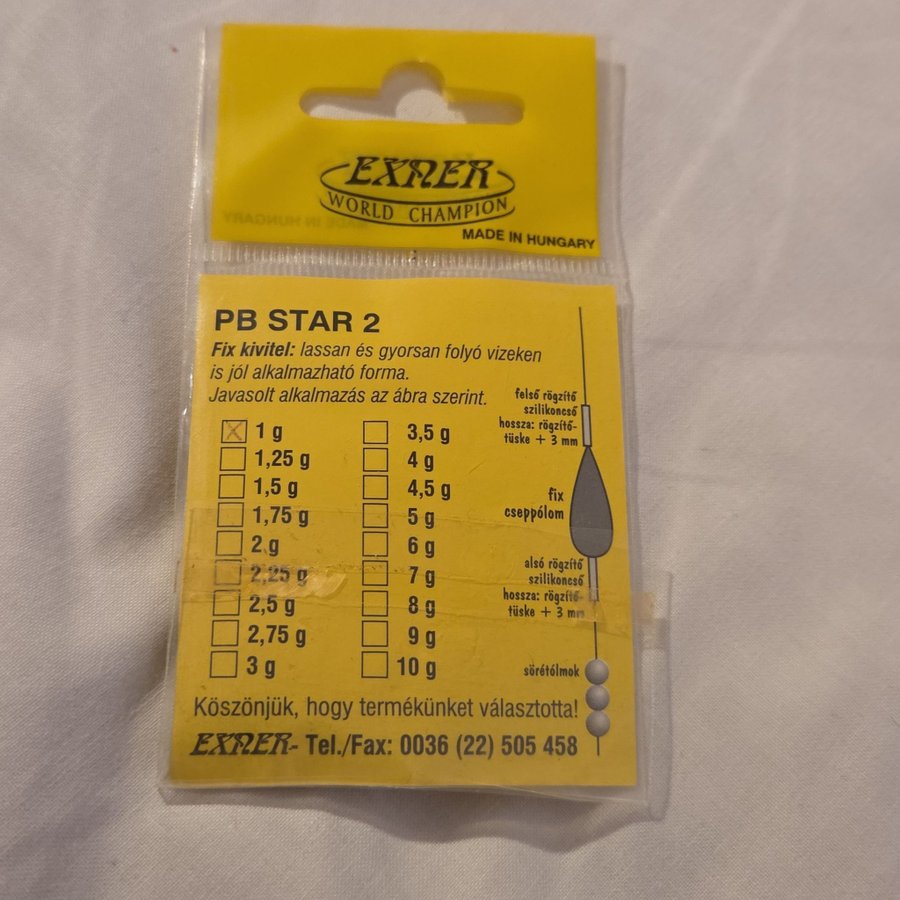 EXNER
WORLD CHAMPION
MADE IN HUNGARY
PB STAR 2
Fix kivitel: lassan és gyorsan folyó vizeken
is jól alkalmazható forma.
Javasolt alkalmazás az ábra szerint.
1 g
1,25 g
1,5 g
1,75 g
2 g
2,25 g
2,5 g
2,75 g
3 g
3,5 g
4 g
4,5 g
5 g
6 g
7 g
8 g
9 g
10 g
felső rögzítő
szilikoncső
hossza: rögzítő-
tüske + 3 mm
fix
cseppólom
alsó rögzítő
szilikoncső
hossza: rögzítő-
tüske + 3 mm
sörétólmok
Köszönjük, hogy termékünket választotta!
EXNER- Tel./Fax: 0036 (22) 505 458